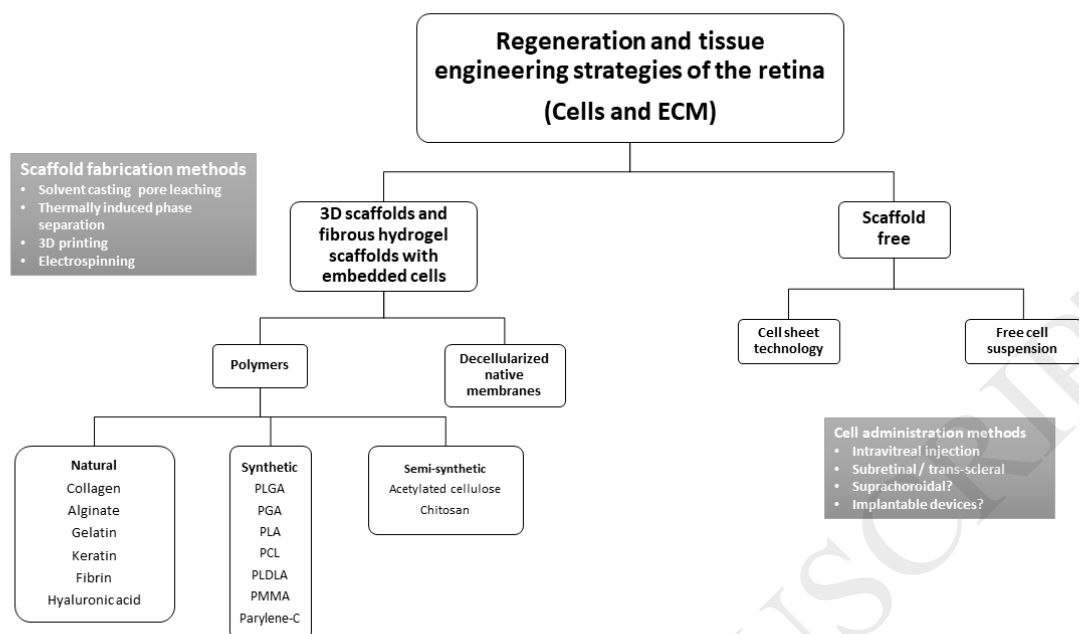 Regeneration and tissue
engineering strategies of the retina
(Cells and ECM)
Scaffold fabrication methods
• Solvent casting pore leaching
• Thermally induced phase
separation
• 3D printing
• Electrospinning
3D scaffolds and
fibrous hydrogel
scaffolds with
embedded cells
Scaffold
free
Polymers
Decellularized
native
membranes
Cell sheet
technology
Free cell
suspension
Natural
Collagen
Alginate
Gelatin
Keratin
Fibrin
Hyaluronic acid
Synthetic
PLGA
PGA
PLA
PCL
PLDLA
PMMA
Parylene-C
Semi-synthetic
Acetylated cellulose
Chitosan
Cell administration methods
• Intravitreal injection
• Subretinal / trans-scleral
• Suprachoroidal?
• Implantable devices?
USCRIP